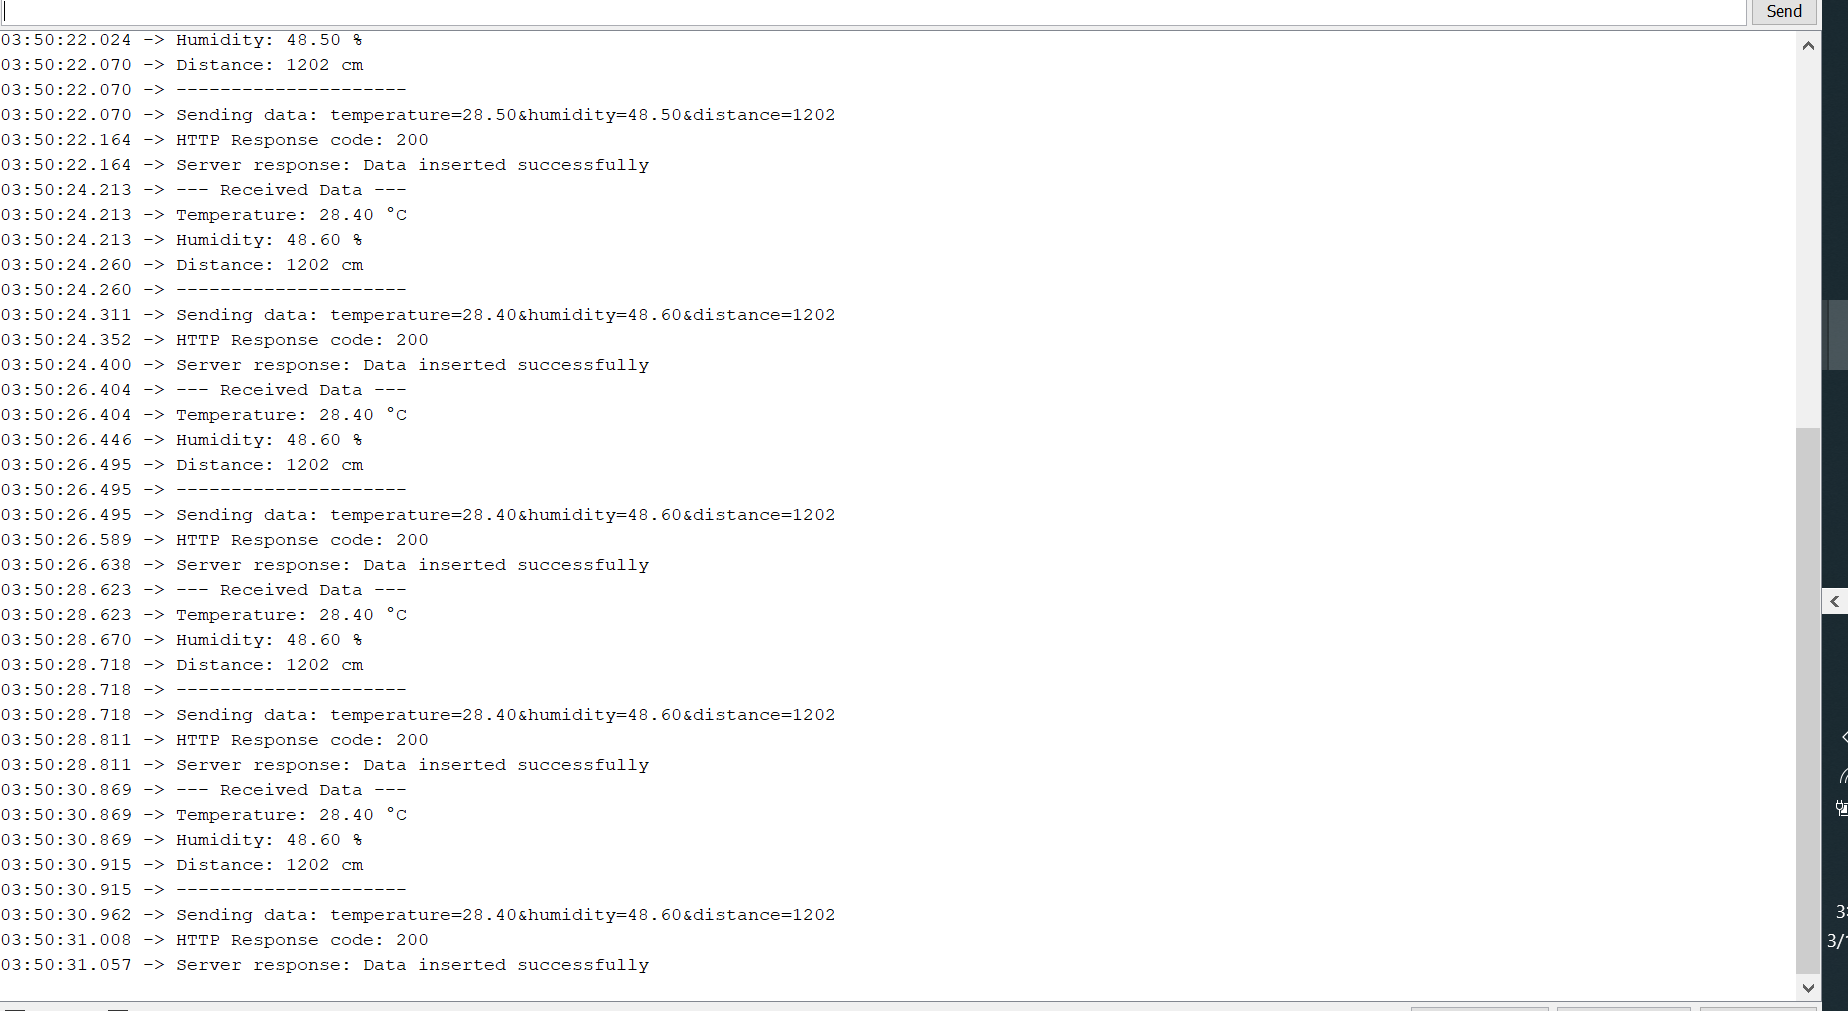 Send
03:50:22.024 -> Humidity: 48.50 %
03:50:22.070 -> Distance: 1202 cm
03:50:22.070 -> ---------------------
03:50:22.070 -> Sending data: temperature=28.50&humidity=48.50&distance=1202
03:50:22.164 -> HTTP Response code: 200
03:50:22.164 -> Server response: Data inserted successfully
03:50:24.213 -> --- Received Data ---
03:50:24.213 -> Temperature: 28.40 °C
03:50:24.213 -> Humidity: 48.60 %
03:50:24.260 -> Distance: 1202 cm
03:50:24.260 -> ---------------------
03:50:24.311 -> Sending data: temperature=28.40&humidity=48.60&distance=1202
03:50:24.352 -> HTTP Response code: 200
03:50:24.400 -> Server response: Data inserted successfully
03:50:26.404 -> --- Received Data ---
03:50:26.404 -> Temperature: 28.40 °C
03:50:26.446 -> Humidity: 48.60 %
03:50:26.495 -> Distance: 1202 cm
03:50:26.495 -> ---------------------
03:50:26.495 -> Sending data: temperature=28.40&humidity=48.60&distance=1202
03:50:26.589 -> HTTP Response code: 200
03:50:26.638 -> Server response: Data inserted successfully
03:50:28.623 -> --- Received Data ---
03:50:28.623 -> Temperature: 28.40 °C
03:50:28.670 -> Humidity: 48.60 %
03:50:28.718 -> Distance: 1202 cm
03:50:28.718 -> ---------------------
03:50:28.718 -> Sending data: temperature=28.40&humidity=48.60&distance=1202
03:50:28.811 -> HTTP Response code: 200
03:50:28.811 -> Server response: Data inserted successfully
03:50:30.869 -> --- Received Data ---
03:50:30.869 -> Temperature: 28.40 °C
03:50:30.869 -> Humidity: 48.60 %
03:50:30.915 -> Distance: 1202 cm
03:50:30.915 -> ---------------------
03:50:30.962 -> Sending data: temperature=28.40&humidity=48.60&distance=1202
03:50:31.008 -> HTTP Response code: 200
03:50:31.057 -> Server response: Data inserted successfully